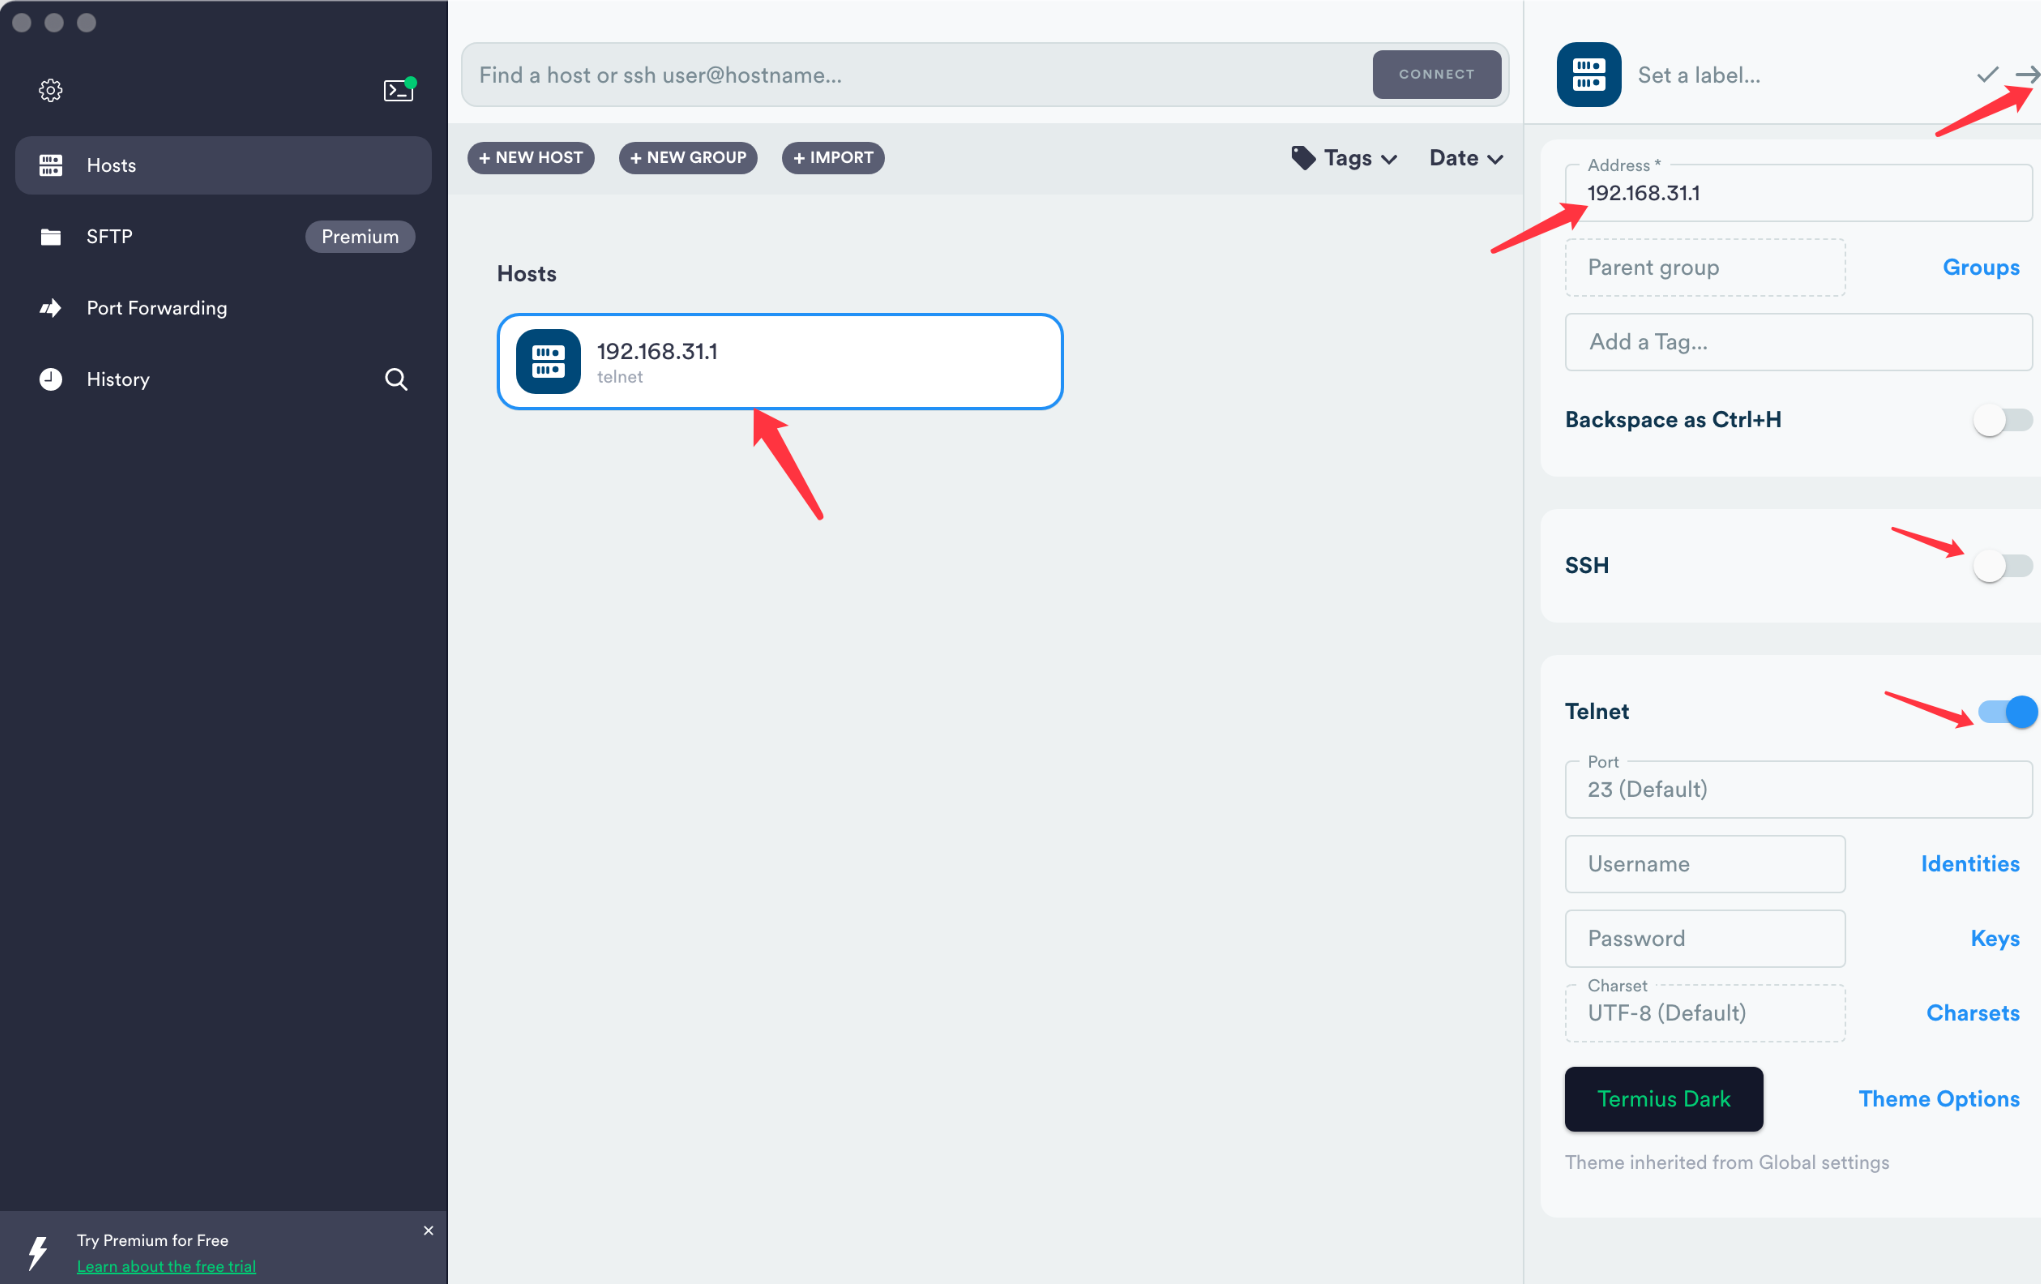 Find a host or ssh user@hostname...
CONNECT
Set a label...
Hosts
SFTP
Premium
Port Forwarding
History
+ NEW HOST
+ NEW GROUP
+ IMPORT
Tags
Date
Hosts
192.168.31.1
telnet
Address *
192.168.31.1
Parent group
Groups
Add a Tag...
Backspace as Ctrl+H
SSH
Telnet
Port
23 (Default)
Username
Identities
Password
Keys
Charset
UTF-8 (Default)
Charsets
Termius Dark
Theme Options
Theme inherited from Global settings
Try Premium for Free
Learn about the free trial